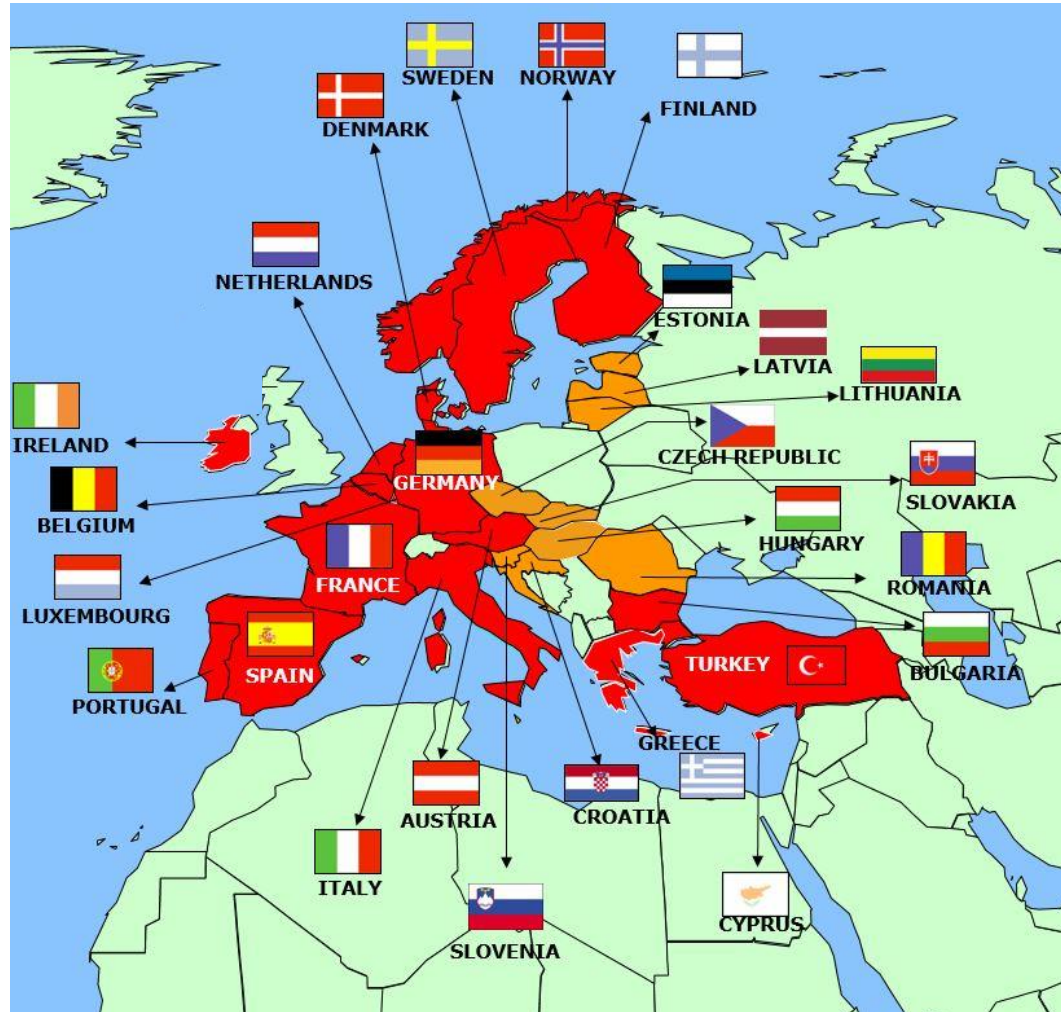 SWEDEN
NORWAY
FINLAND
DENMARK
NETHERLANDS
ESTONIA
LATVIA
LITHUANIA
IRELAND
CZECH REPUBLIC
GERMANY
SLOVAKIA
BELGIUM
HUNGARY
FRANCE
ROMANIA
LUXEMBOURG
TURKEY
BULGARIA
SPAIN
PORTUGAL
GREECE
AUSTRIA
CROATIA
ITALY
CYPRUS
SLOVENIA